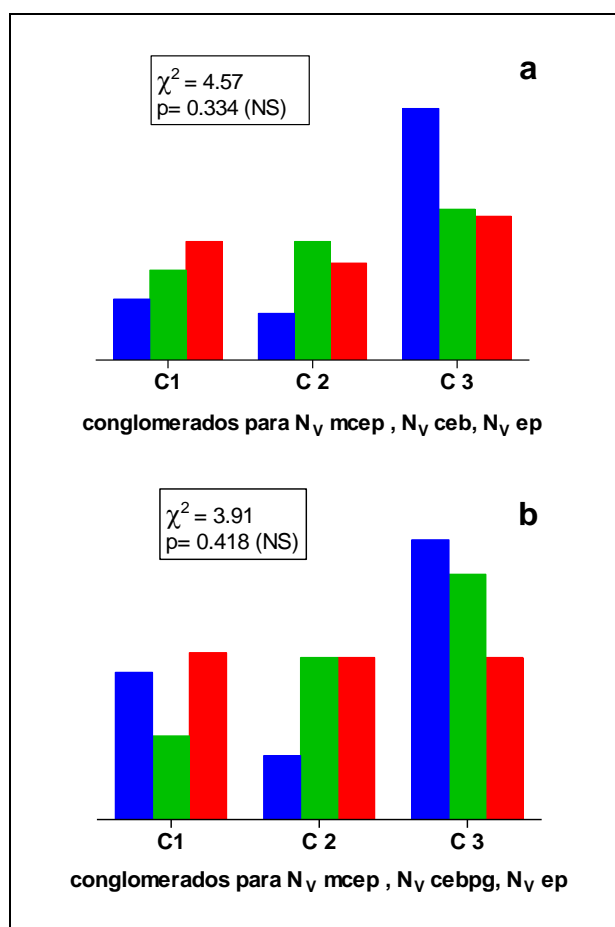 a
χ² = 4.57
p= 0.334 (NS)
C1 C 2 C 3
conglomerados para N_V mcep , N_V ceb, N_V ep
b
χ² = 3.91
p= 0.418 (NS)
C1 C 2 C 3
conglomerados para N_V mcep , N_V cebpg, N_V ep